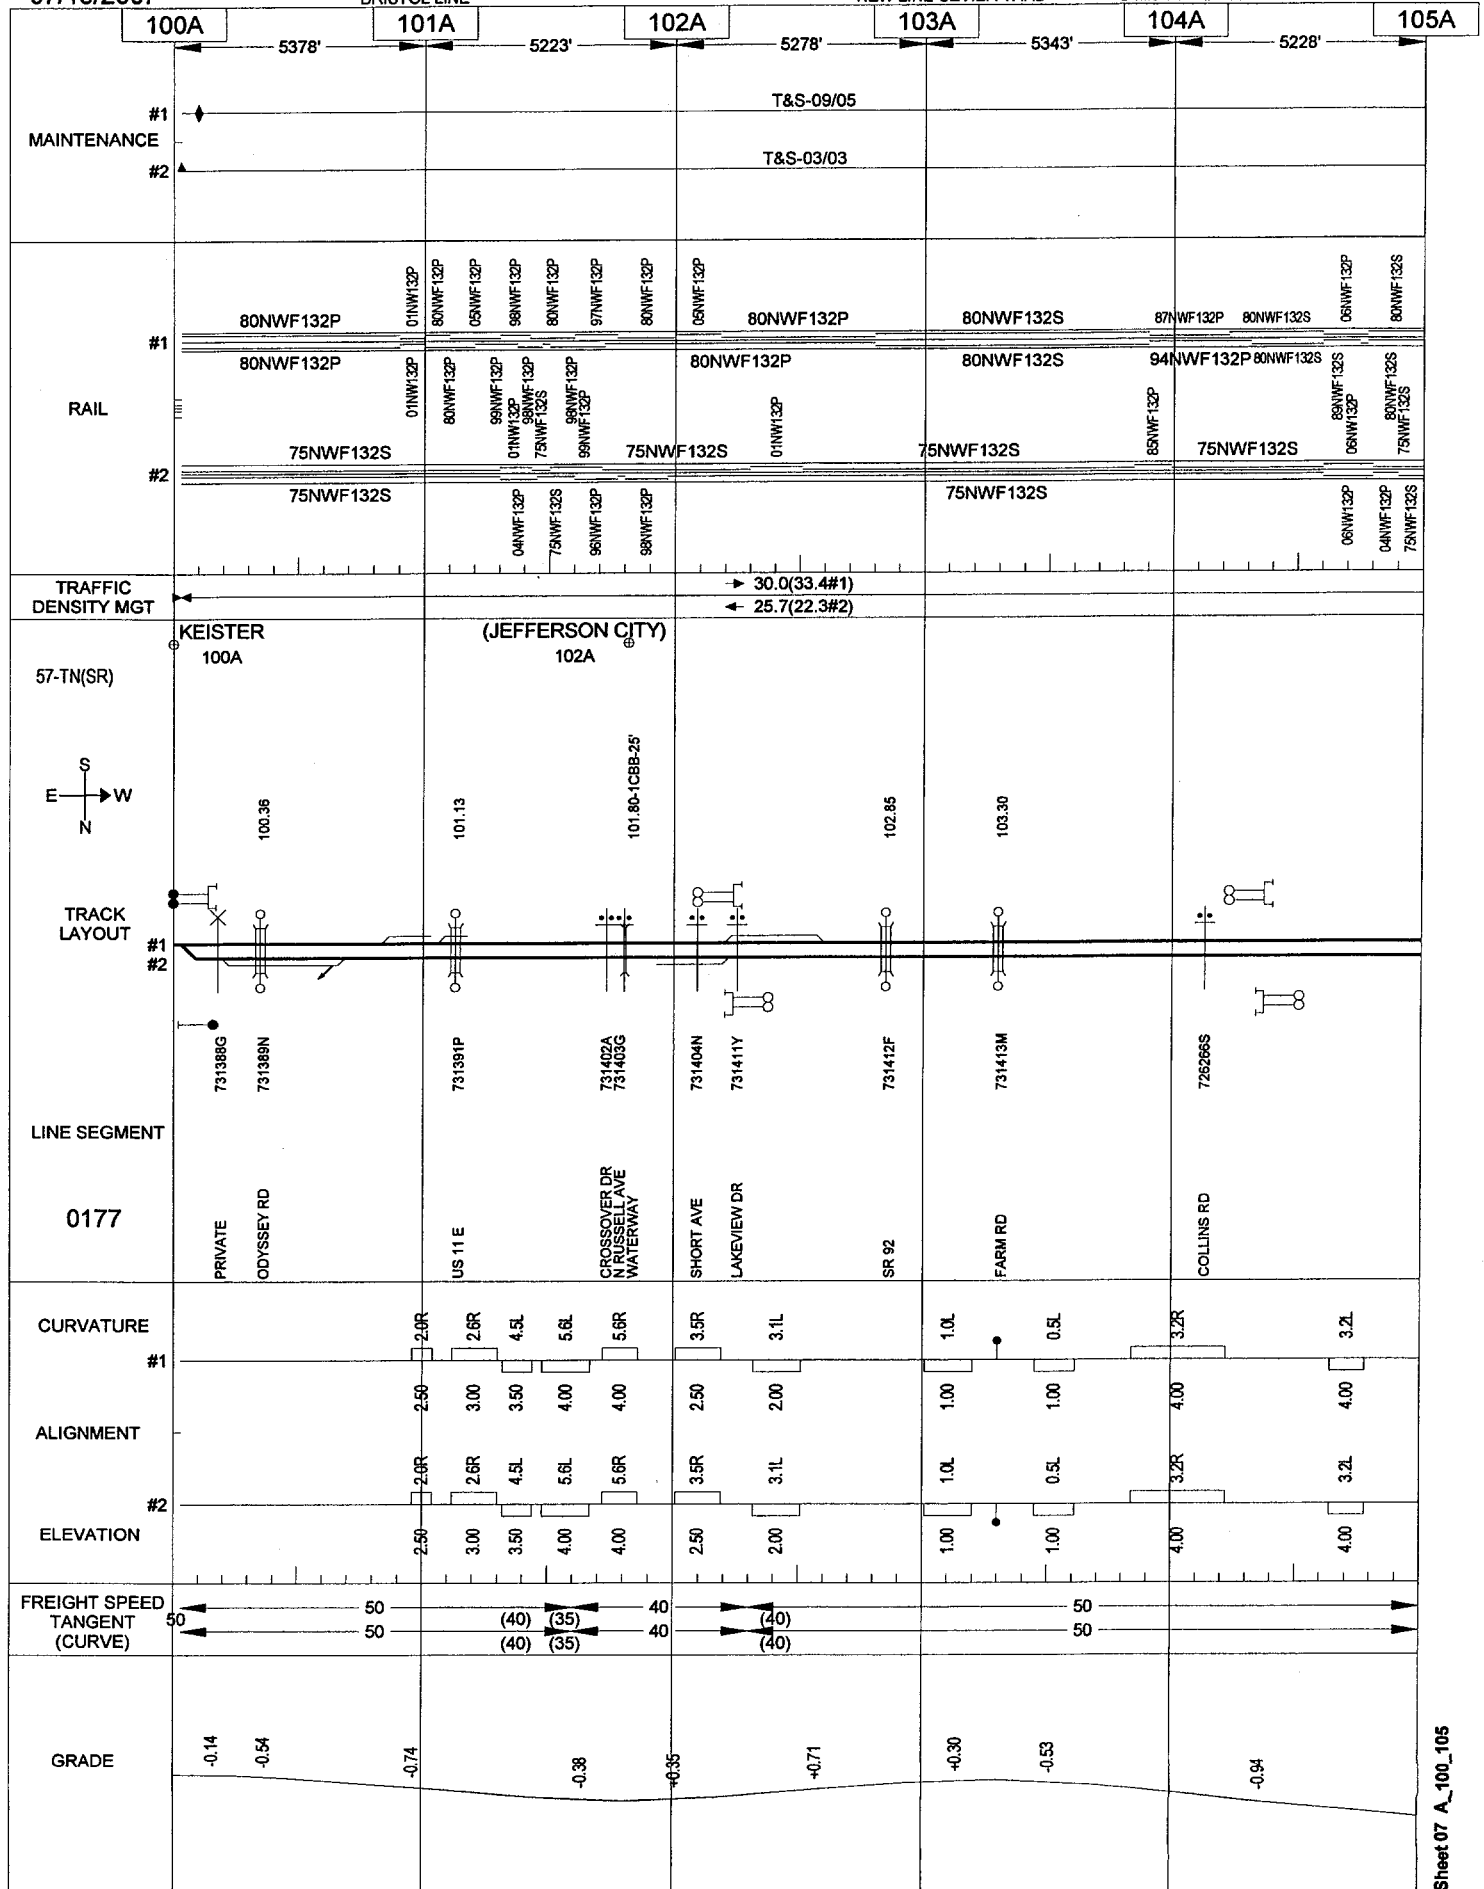 100A 101A 102A 103A 104A 105A
5378' 5223' 5278' 5343' 5228'
MAINTENANCE
#1 T&S-09/05
#2 T&S-03/03
RAIL
01NW132P 80NWF132P 05NWF132P 98NWF132P 80NWF132P 97NWF132P 80NWF132P 05NWF132P 06NWF132P 80NWF132S
80NWF132P 80NWF132P 80NWF132S 87NWF132P 80NWF132S
#1
80NWF132P 80NWF132P 80NWF132S 94NWF132P 80NWF132S
01NW132P 80NWF132P 99NWF132P 01NW132P 98NWF132P 75NWF132S 98NWF132P 99NWF132P 01NW132P 85NWF132P 89NWF132S 06NW132P 80NWF132S 75NWF132S
75NWF132S 75NWF132S 75NWF132S 75NWF132S
#2
75NWF132S 75NWF132S
04NWF132P 75NWF132S 96NWF132P 98NWF132P 06NW132P 04NWF132P 75NWF132S
TRAFFIC
DENSITY MGT
30.0(33.4#1)
25.7(22.3#2)
KEISTER
100A
(JEFFERSON CITY)
102A
57-TN(SR)
S
E W
N
100.36 101.13 101.80-1CBB-25' 102.85 103.30
TRACK
LAYOUT
#1
#2
731388G 731389N 731391P 731402A 731403G 731404N 731411Y 731412F 731413M 726266S
LINE SEGMENT
0177
PRIVATE
ODYSSEY RD
US 11 E
CROSSOVER DR
N RUSSELL AVE
WATERWAY
SHORT AVE
LAKEVIEW DR
SR 92
FARM RD
COLLINS RD
CURVATURE
2.0R 2.6R 4.5L 5.6L 5.6R 3.5R 3.1L 1.0L 0.5L 3.2R 3.2L
#1
2.50 3.00 3.50 4.00 4.00 2.50 2.00 1.00 1.00 4.00 4.00
ALIGNMENT
2.0R 2.6R 4.5L 5.6L 5.6R 3.5R 3.1L 1.0L 0.5L 3.2R 3.2L
#2
ELEVATION
2.50 3.00 3.50 4.00 4.00 2.50 2.00 1.00 1.00 4.00 4.00
FREIGHT SPEED
TANGENT
(CURVE)
50 50 40 50
(40) (35) (40)
50 40 50
(40) (35) (40)
GRADE
-0.14 -0.54 -0.74 -0.38 +0.35 +0.71 +0.30 -0.53 -0.94
Sheet 07 A_100_105